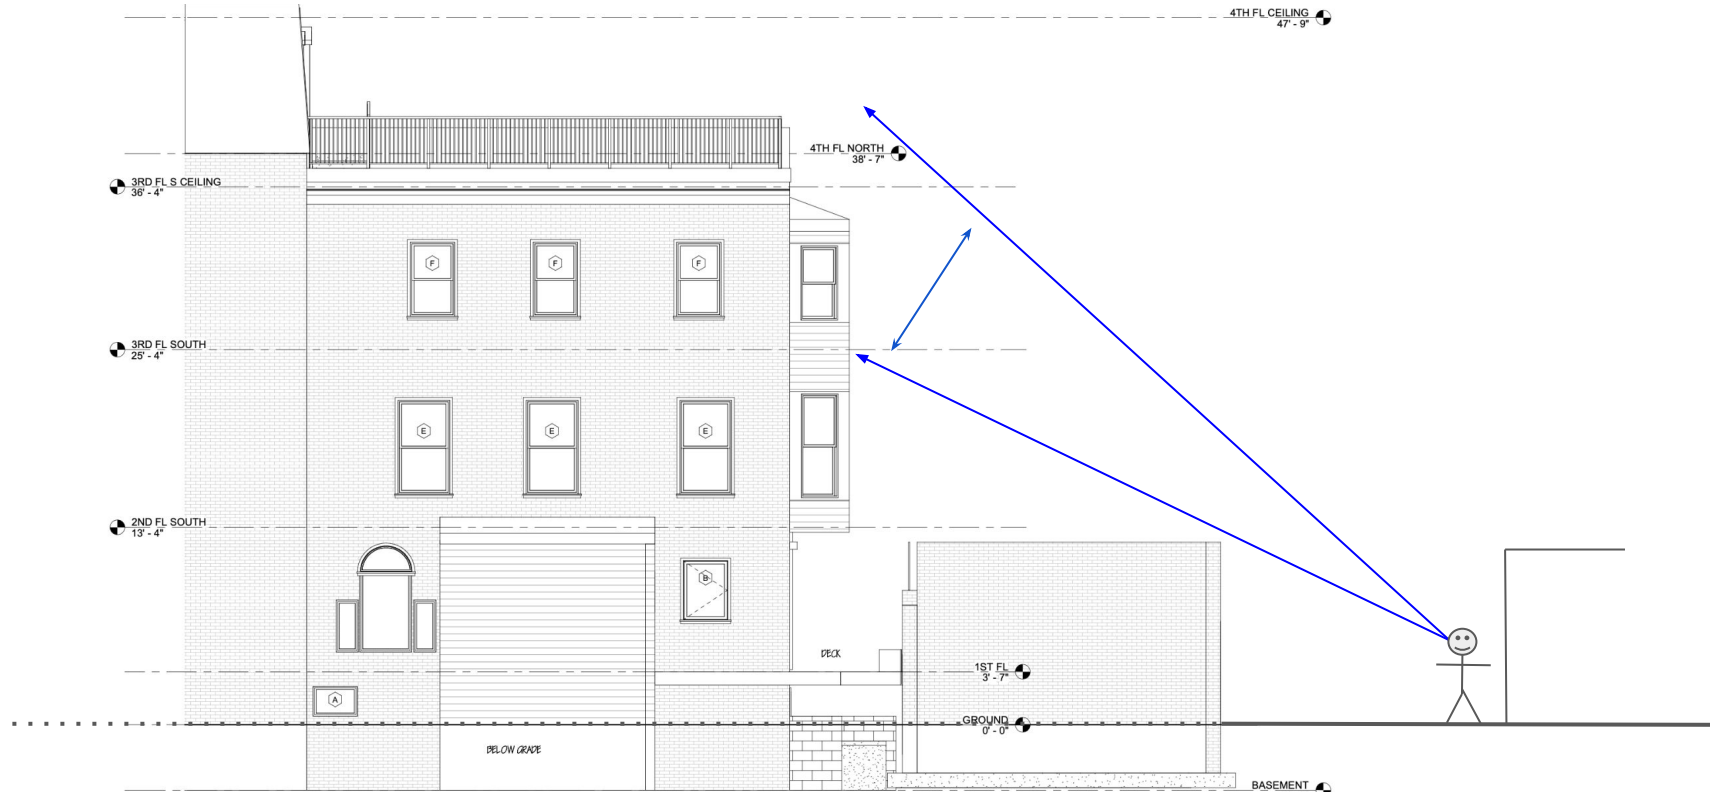 4TH FL CEILING
47' - 9"
4TH FL NORTH
38' - 7"
3RD FL S CEILING
36' - 4"
F
F
F
3RD FL SOUTH
25' - 4"
E
E
E
2ND FL SOUTH
13' - 4"
B
DECK
1ST FL
3' - 7"
A
GROUND
0' - 0"
BELOW GRADE
BASEMENT